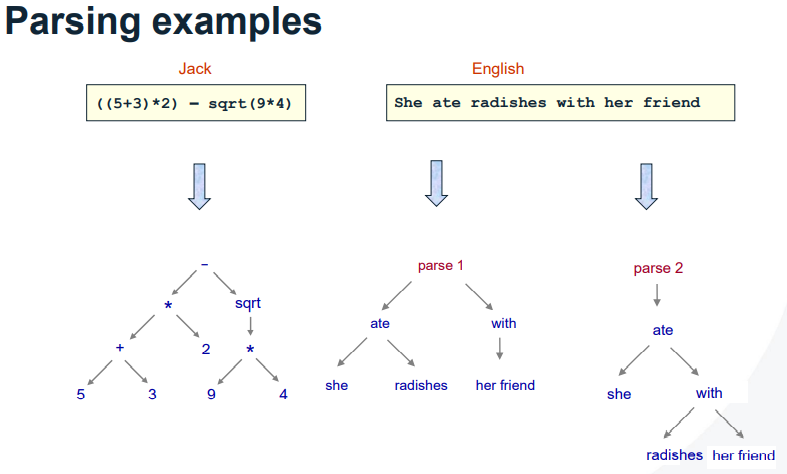 Parsing examples
Jack
English
((5+3)*2) – sqrt(9*4)
She ate radishes with her friend
–
parse 1
parse 2
*
sqrt
ate
with
ate
+
2
*
she
radishes
her friend
she
with
5
3
9
4
radishes
her friend